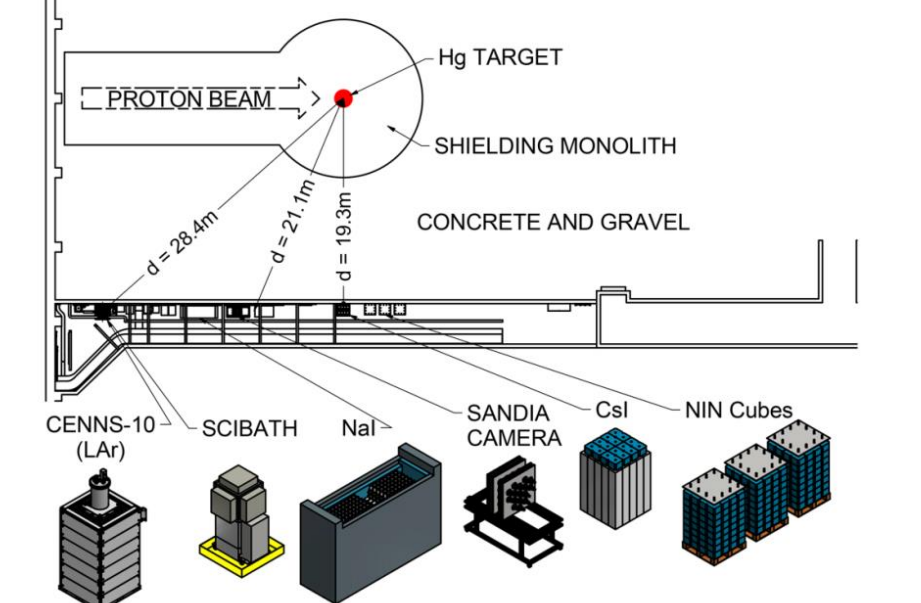 Hg TARGET
PROTON BEAM
SHIELDING MONOLITH
d = 28.4m
d = 21.1m
d = 19.3m
CONCRETE AND GRAVEL
CENNS-10
(LAr)
SCIBATH
NaI
SANDIA
CAMERA
CsI
NIN Cubes